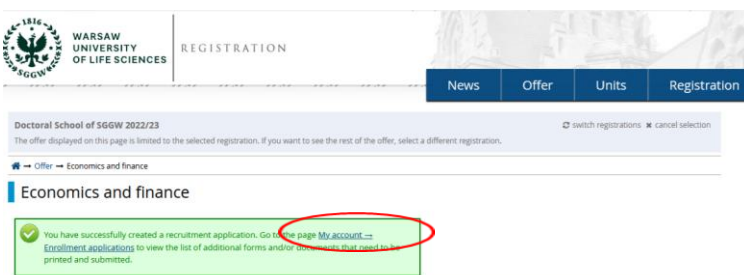 1816
SGGW
WARSAW
UNIVERSITY
OF LIFE SCIENCES
REGISTRATION
News Offer Units Registration
Doctoral School of SGGW 2022/23
switch registrations cancel selection
The offer displayed on this page is limited to the selected registration. If you want to see the rest of the offer, select a different registration.
→ Offer → Economics and finance
Economics and finance
You have successfully created a recruitment application. Go to the page My account →
Enrollment applications to view the list of additional forms and/or documents that need to be
printed and submitted.